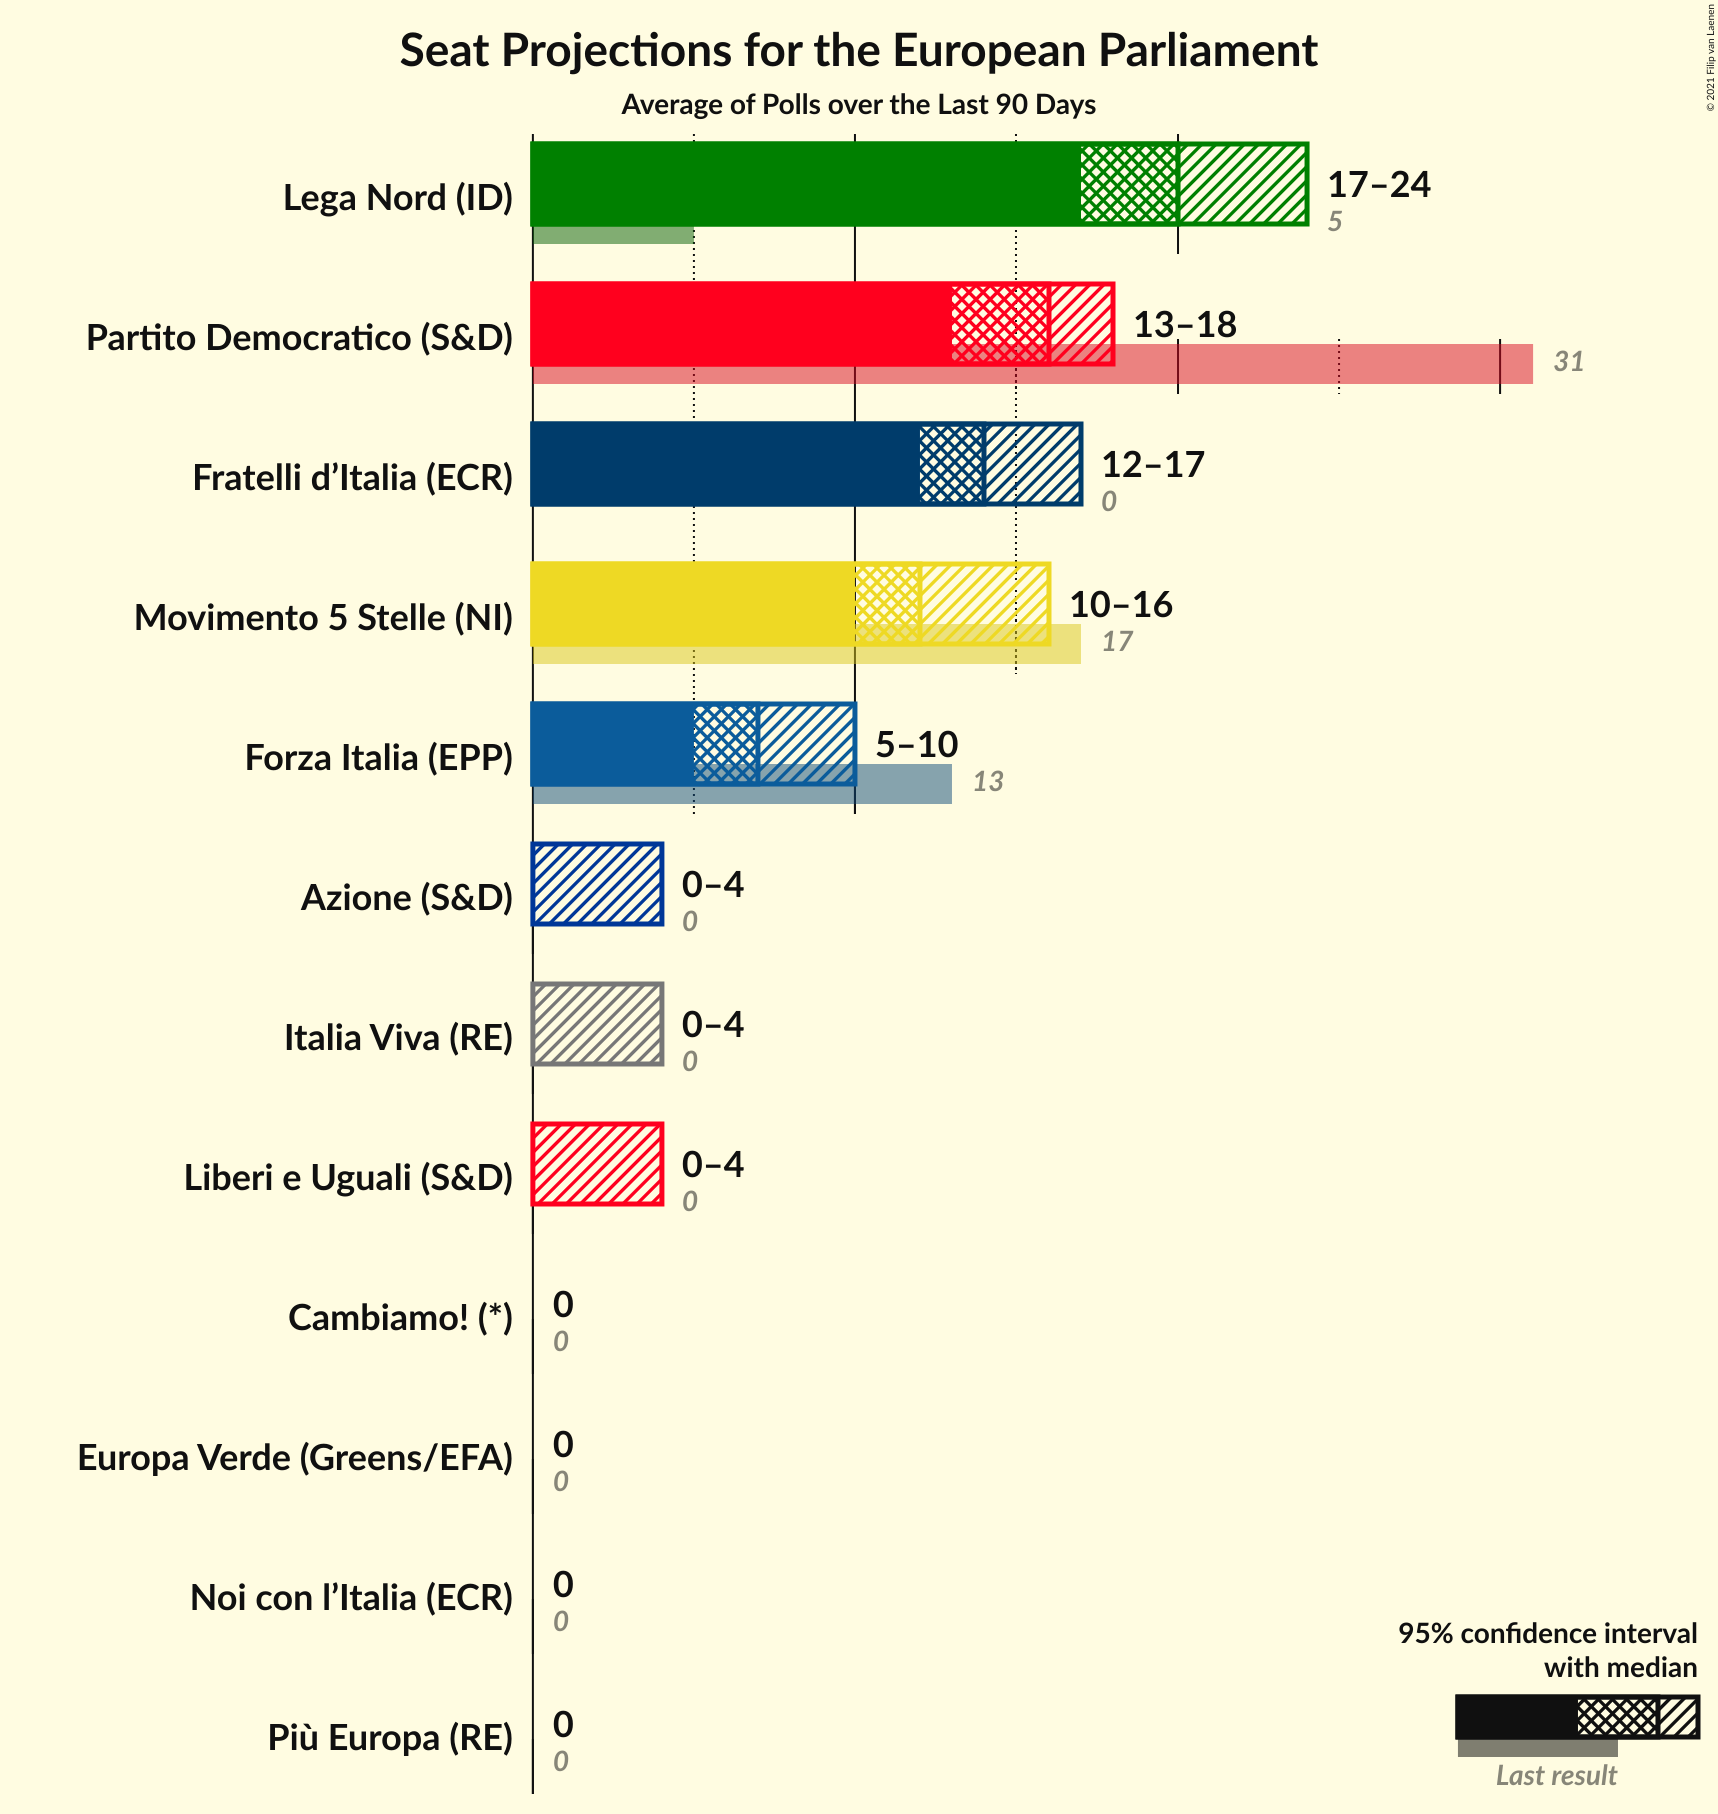 Seat Projections for the European Parliament
Average of Polls over the Last 90 Days
© 2021 Filip van Laenen
Lega Nord (ID)
17–24
5
Partito Democratico (S&D)
13–18
31
Fratelli d’Italia (ECR)
12–17
0
Movimento 5 Stelle (NI)
10–16
17
Forza Italia (EPP)
5–10
13
Azione (S&D)
0–4
0
Italia Viva (RE)
0–4
0
Liberi e Uguali (S&D)
0–4
0
Cambiamo! (*)
0
0
Europa Verde (Greens/EFA)
0
0
Noi con l’Italia (ECR)
0
0
Più Europa (RE)
0
0
95% confidence interval
with median
Last result